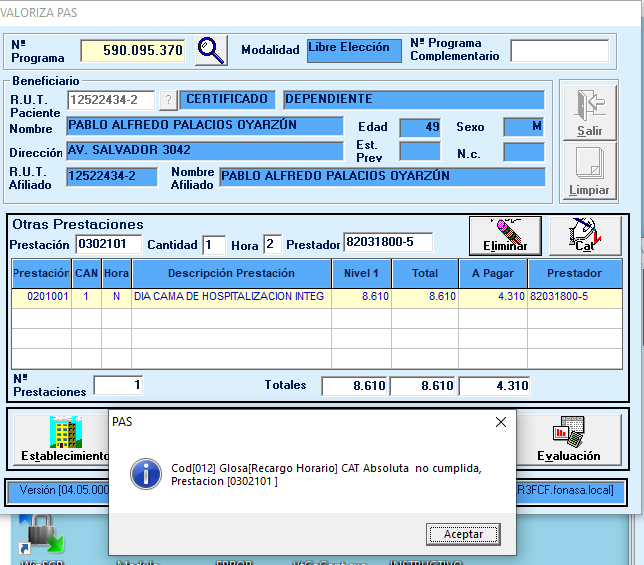 VALORIZA PAS
Nº Programa 590.095.370 Modalidad Libre Elección Nº Programa Complementario
Beneficiario
R.U.T. Paciente 12522434-2 ? CERTIFICADO DEPENDIENTE
Nombre PABLO ALFREDO PALACIOS OYARZÚN Edad 49 Sexo M
Dirección AV. SALVADOR 3042 Est. Prev N.c.
R.U.T. Afiliado 12522434-2 Nombre Afiliado PABLO ALFREDO PALACIOS OYARZÚN
Salir
Limpiar
Otras Prestaciones
Prestación 0302101 Cantidad 1 Hora 2 Prestador 82031800-5
Eliminar Cat
Prestación CAN Hora Descripción Prestación Nivel 1 Total A Pagar Prestador
0201001 1 N DIA CAMA DE HOSPITALIZACION INTEG 8.610 8.610 4.310 82031800-5
Nº Prestaciones 1 Totales 8.610 8.610 4.310
Establecimiento
Evaluación
PAS
Cod[012] Glosa[Recargo Horario] CAT Absoluta no cumplida,
Prestacion [0302101 ]
Aceptar
Versión [04.05.000
R3FCF.fonasa.local]
WinSCP
ERROR